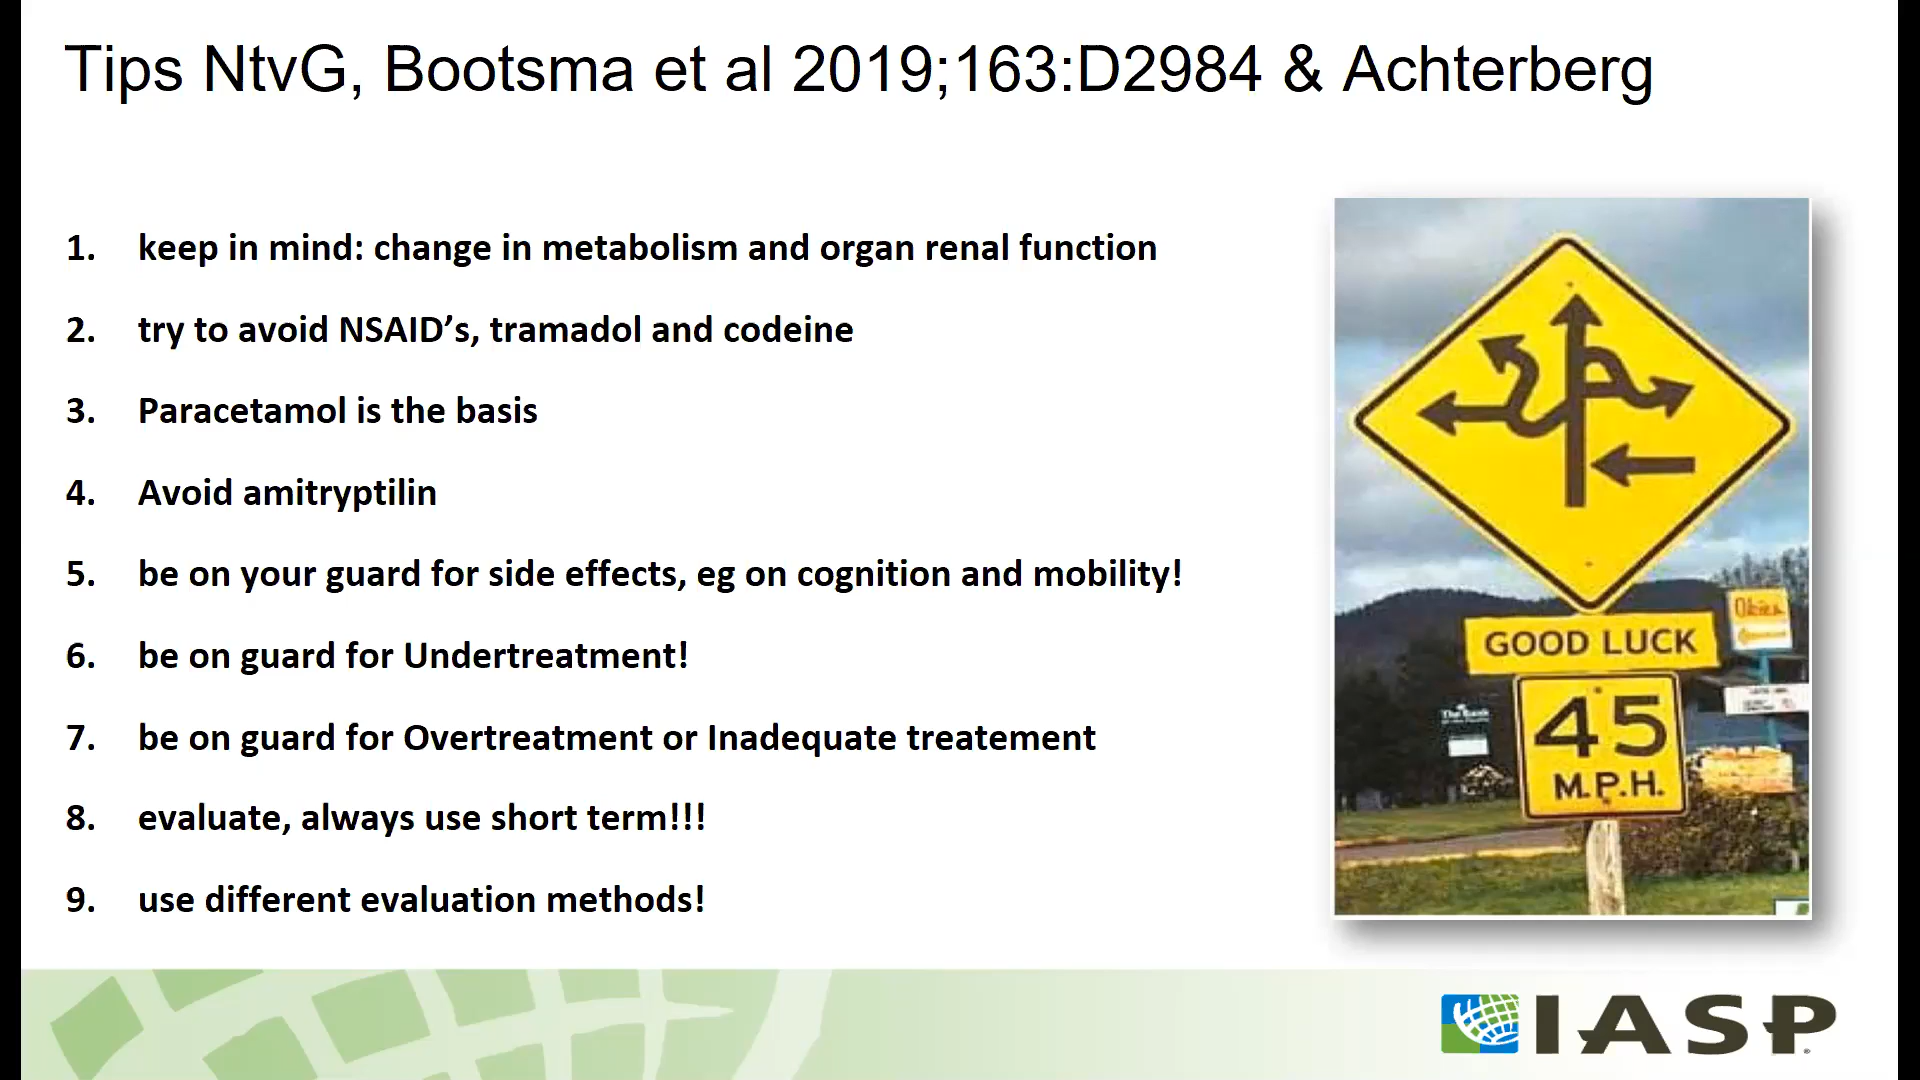 Tips NtvG, Bootsma et al 2019;163:D2984 & Achterberg
1. keep in mind: change in metabolism and organ renal function
2. try to avoid NSAID’s, tramadol and codeine
3. Paracetamol is the basis
4. Avoid amitryptilin
5. be on your guard for side effects, eg on cognition and mobility!
6. be on guard for Undertreatment!
7. be on guard for Overtreatment or Inadequate treatement
8. evaluate, always use short term!!!
9. use different evaluation methods!
GOOD LUCK
45
M.P.H.
IASP